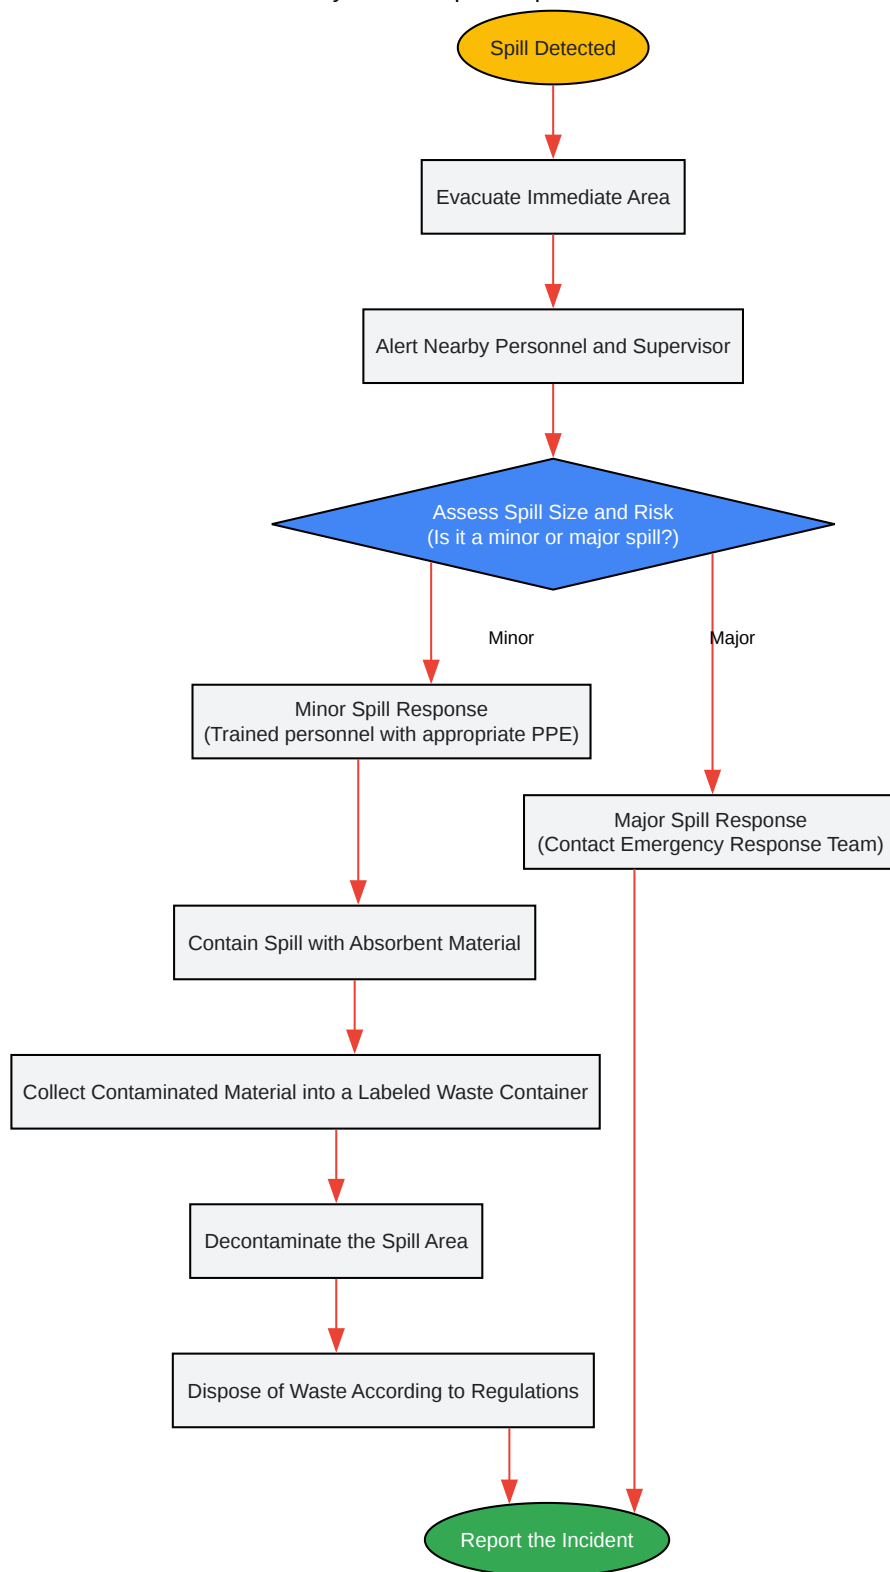 Spill Detected
Evacuate Immediate Area
Alert Nearby Personnel and Supervisor
Assess Spill Size and Risk
(Is it a minor or major spill?)
Minor
Major
Minor Spill Response
(Trained personnel with appropriate PPE)
Major Spill Response
(Contact Emergency Response Team)
Contain Spill with Absorbent Material
Collect Contaminated Material into a Labeled Waste Container
Decontaminate the Spill Area
Dispose of Waste According to Regulations
Report the Incident